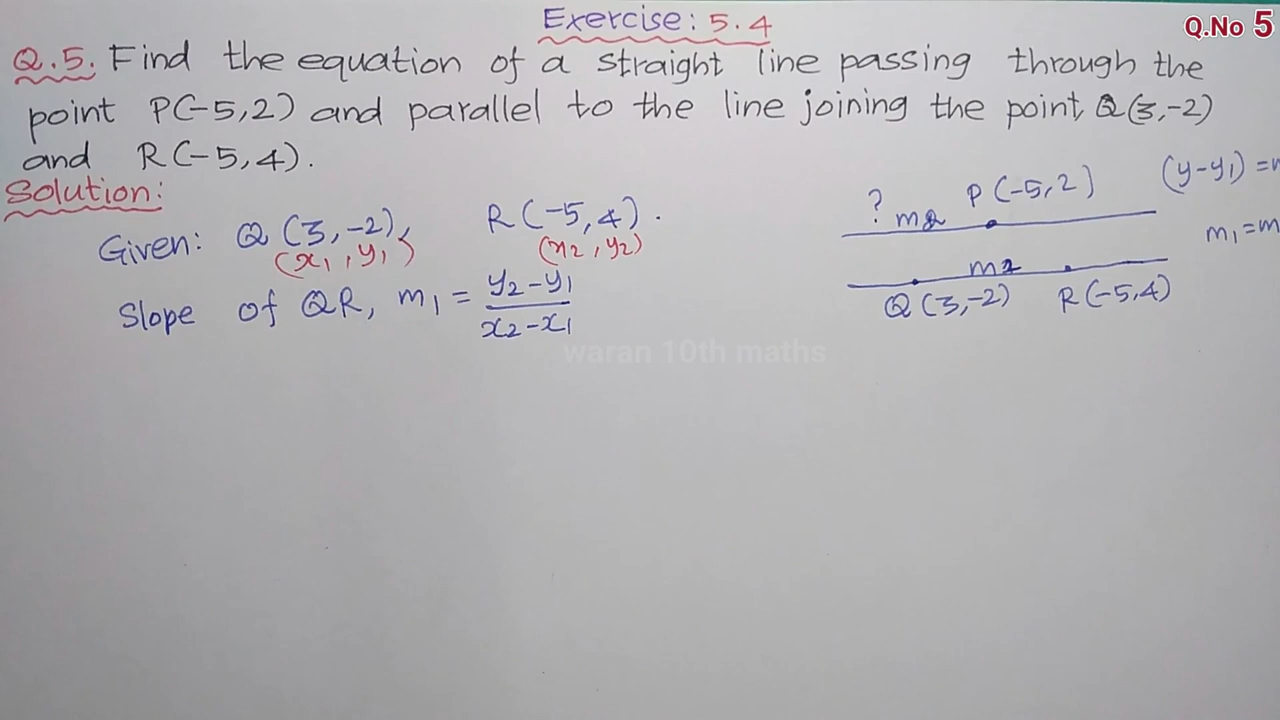 Exercise: 5.4
Q.No 5
Q.5. Find the equation of a straight line passing through the
point P(-5,2) and parallel to the line joining the point, Q(3,-2)
and R(-5,4).
Solution:
Given: Q(3,-2), R(-5,4).
(x1, y1) (x2, y2)
Slope of QR, m1 = y2-y1
x2-x1
? P(-5,2) (y-y1) =
m1=m
Q(3,-2) R(-5,4)
waran 10th maths